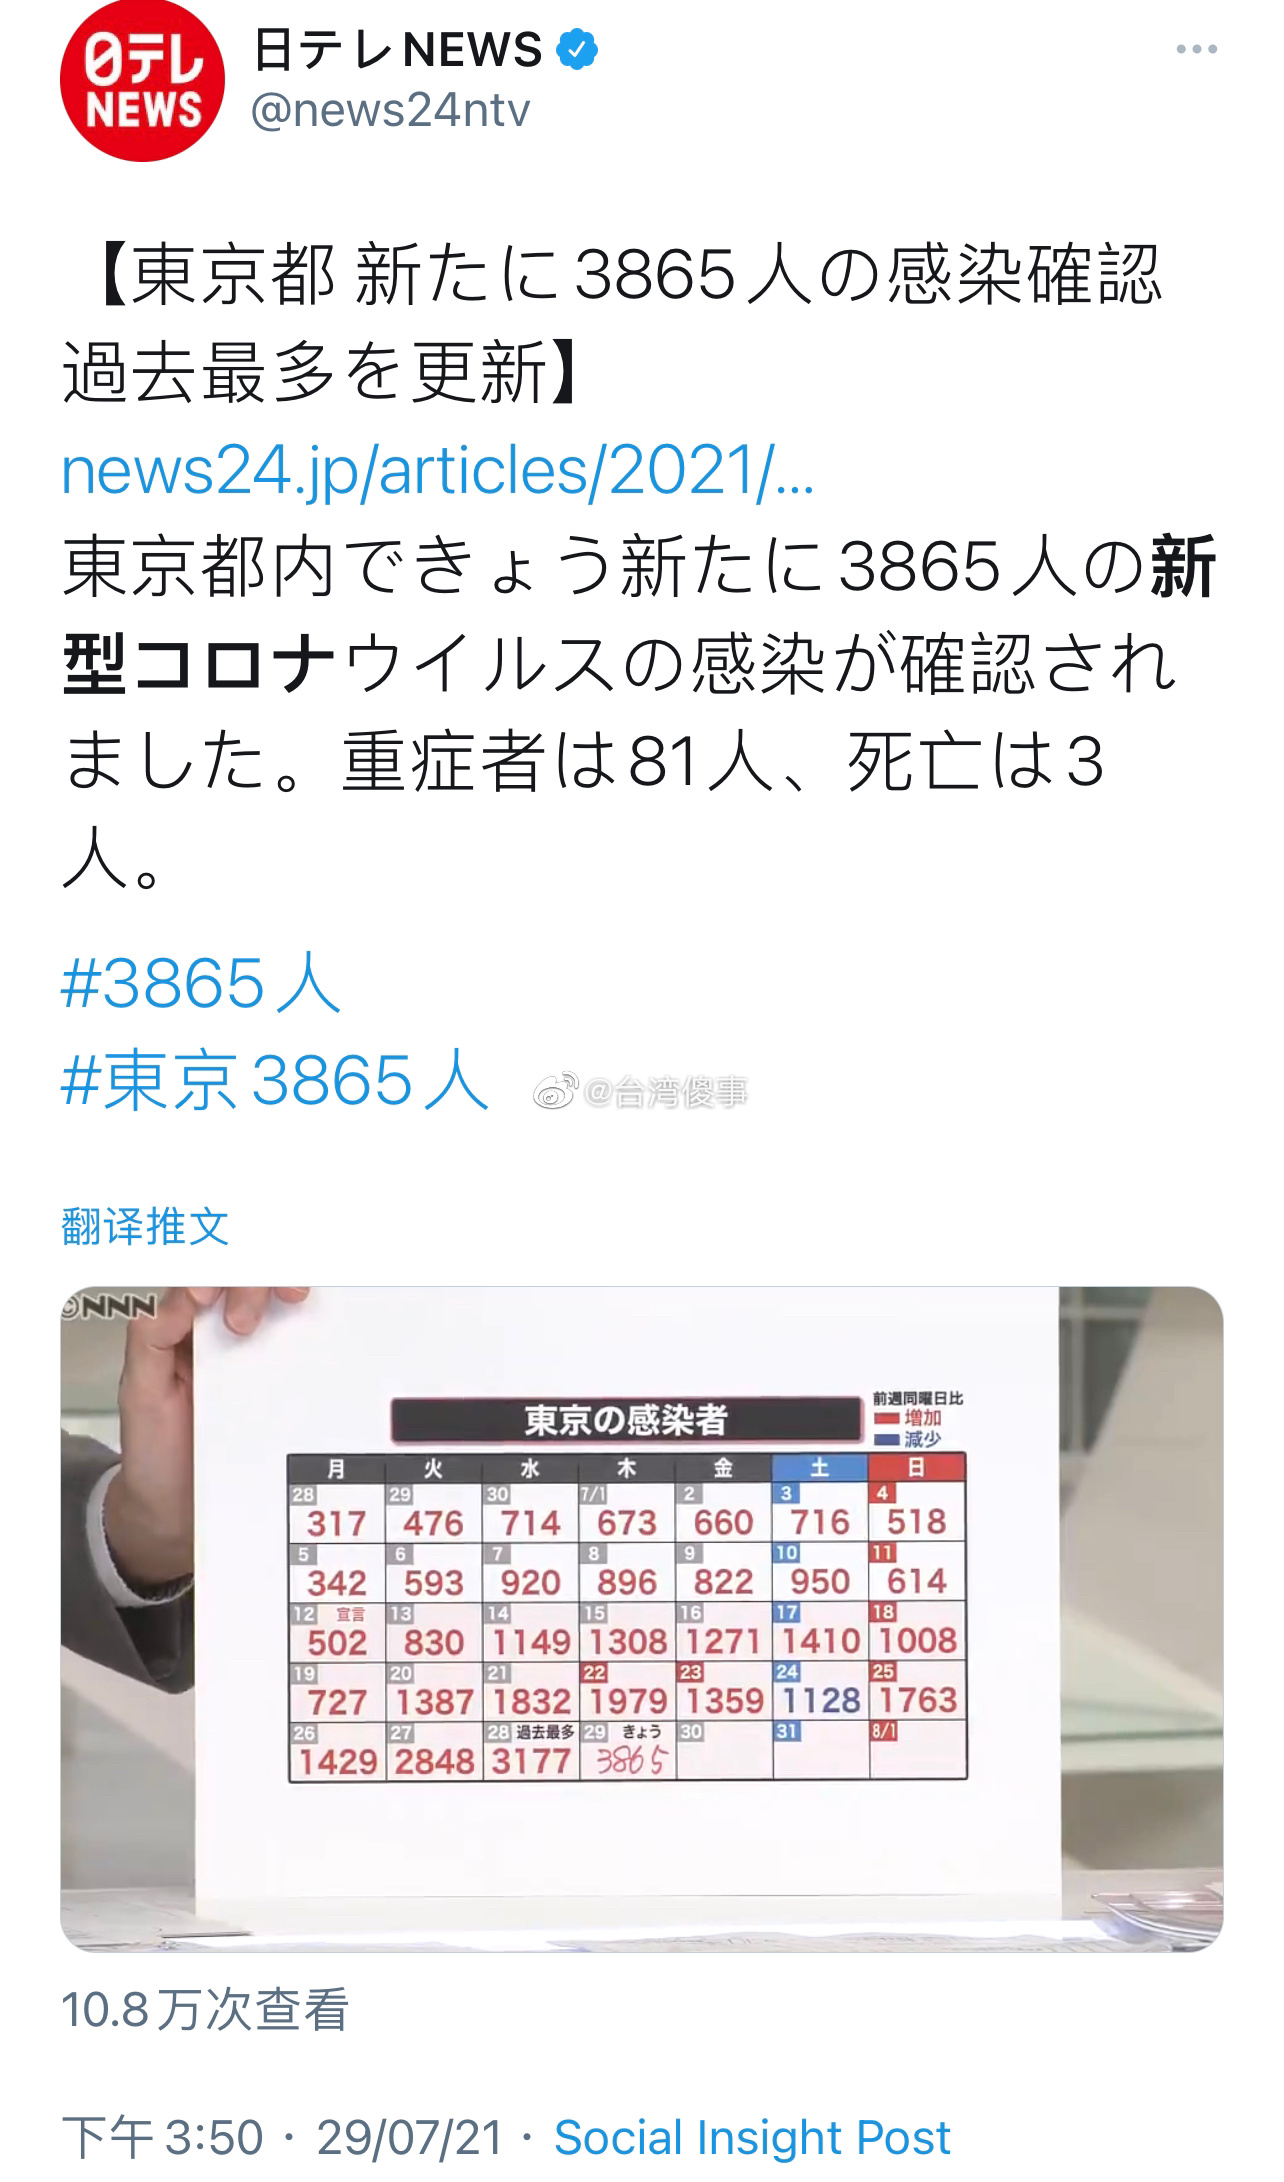 日テレ
NEWS
日テレNEWS
@news24ntv
【東京都 新たに3865人の感染確認
過去最多を更新】
news24.jp/articles/2021/...
東京都内できょう新たに3865人の新
型コロナウイルスの感染が確認され
ました。重症者は81人、死亡は3
人。
#3865人
#東京3865人
@台湾傻事
翻译推文
©NNN
東京の感染者
前週同曜日比
増加
減少
月 火 水 木 金 土 日
28 29 30 7/1 2 3 4
317 476 714 673 660 716 518
5 6 7 8 9 10 11
342 593 920 896 822 950 614
12 宣言 13 14 15 16 17 18
502 830 1149 1308 1271 1410 1008
19 20 21 22 23 24 25
727 1387 1832 1979 1359 1128 1763
26 27 28 過去最多 29 きょう 30 31 8/1
1429 2848 3177 3865
10.8万次查看
下午3:50 · 29/07/21 · Social Insight Post